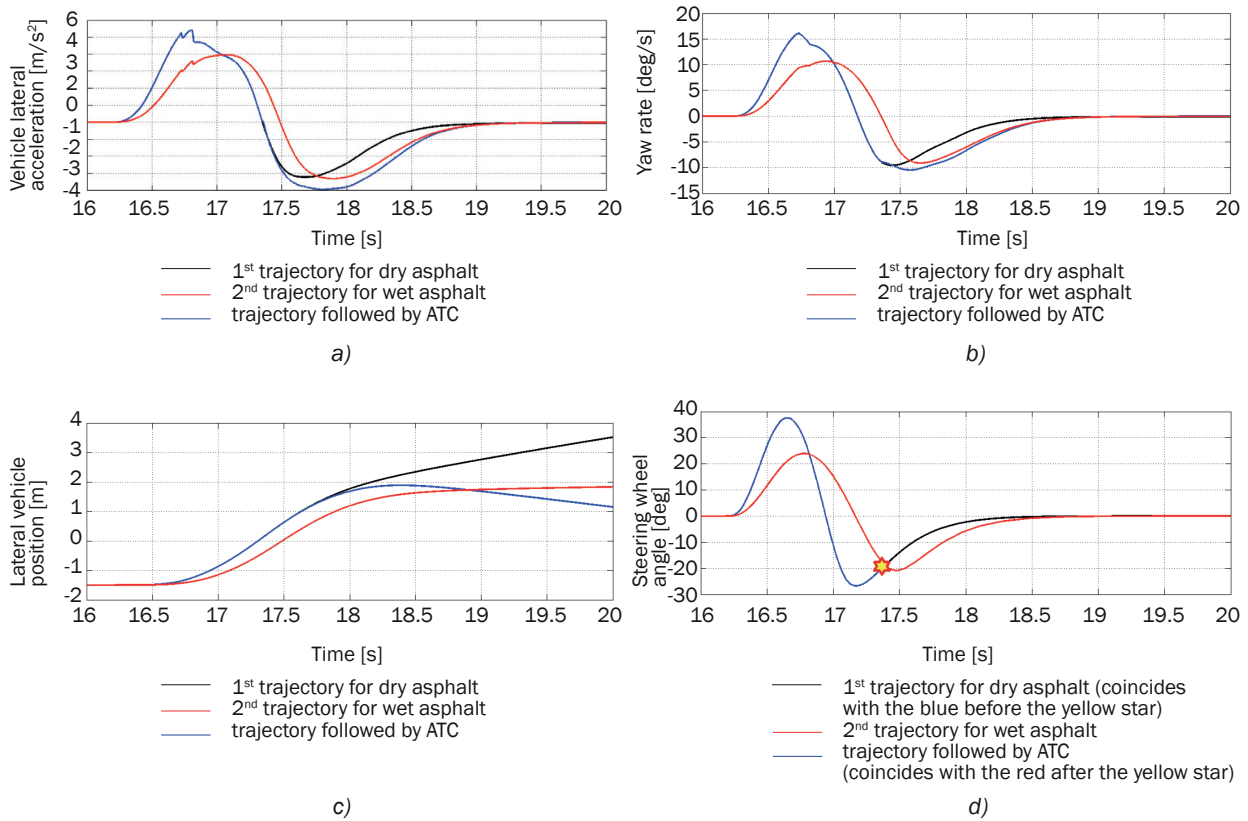 Vehicle lateral
acceleration [m/s²]
6
5
4
3
2
1
0
-1
-2
-3
-4
16
16.5
17
17.5
18
18.5
19
19.5
20
Time [s]
1st trajectory for dry asphalt
2nd trajectory for wet asphalt
trajectory followed by ATC
a)
Yaw rate [deg/s]
20
15
10
5
0
-5
-10
-15
16
16.5
17
17.5
18
18.5
19
19.5
20
Time [s]
1st trajectory for dry asphalt
2nd trajectory for wet asphalt
trajectory followed by ATC
b)
Lateral vehicle
position [m]
4
3
2
1
0
-1
-2
16
16.5
17
17.5
18
18.5
19
19.5
20
Time [s]
1st trajectory for dry asphalt
2nd trajectory for wet asphalt
trajectory followed by ATC
c)
Steering wheel
angle [deg]
40
30
20
10
0
-10
-20
-30
16
16.5
17
17.5
18
18.5
19
19.5
20
Time [s]
1st trajectory for dry asphalt (coincides
with the blue before the yellow star)
2nd trajectory for wet asphalt
trajectory followed by ATC
(coincides with the red after the yellow star)
d)